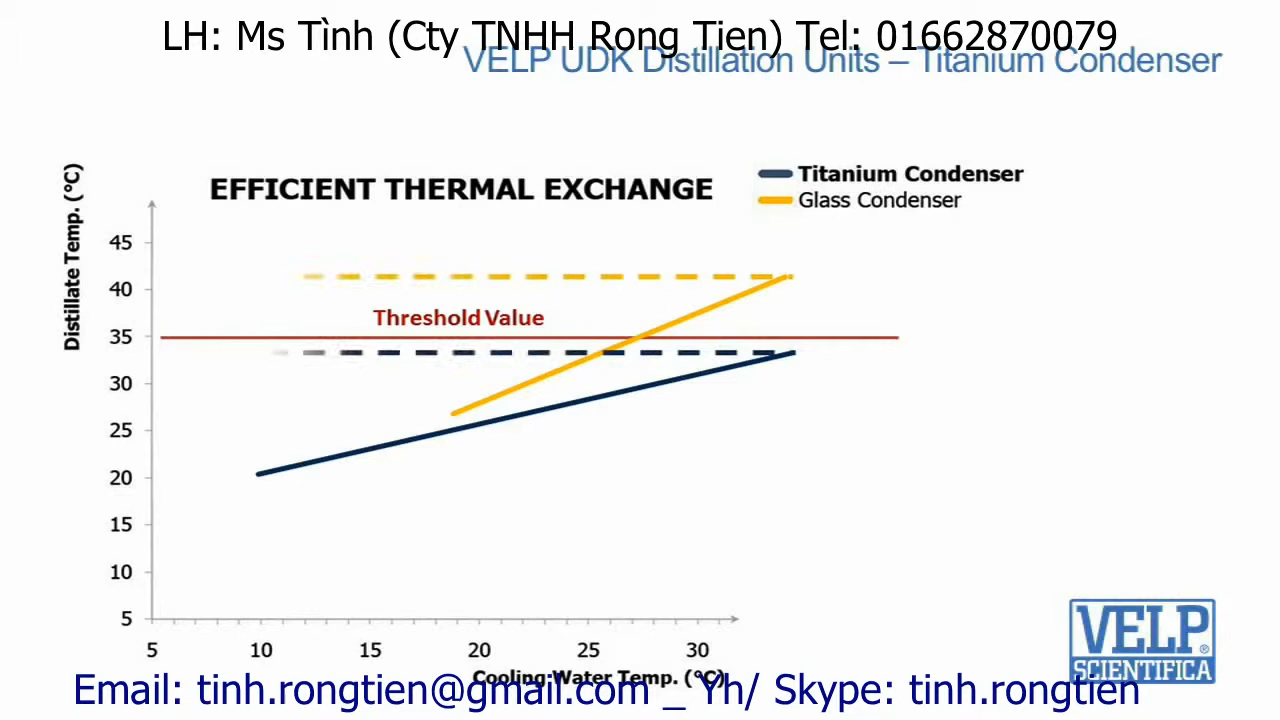 LH: Ms Tình (Cty TNHH Rong Tien) Tel: 01662870079
VELP UDK Distillation Units – Titanium Condenser
EFFICIENT THERMAL EXCHANGE
Titanium Condenser
Glass Condenser
Distillate Temp. (°C)
45
40
35
30
25
20
15
10
5
Threshold Value
5 10 15 20 25 30
Cooling Water Temp. (°C)
Email: tinh.rongtien@gmail.com _ Yh/ Skype: tinh.rongtien
VELP®
SCIENTIFICA